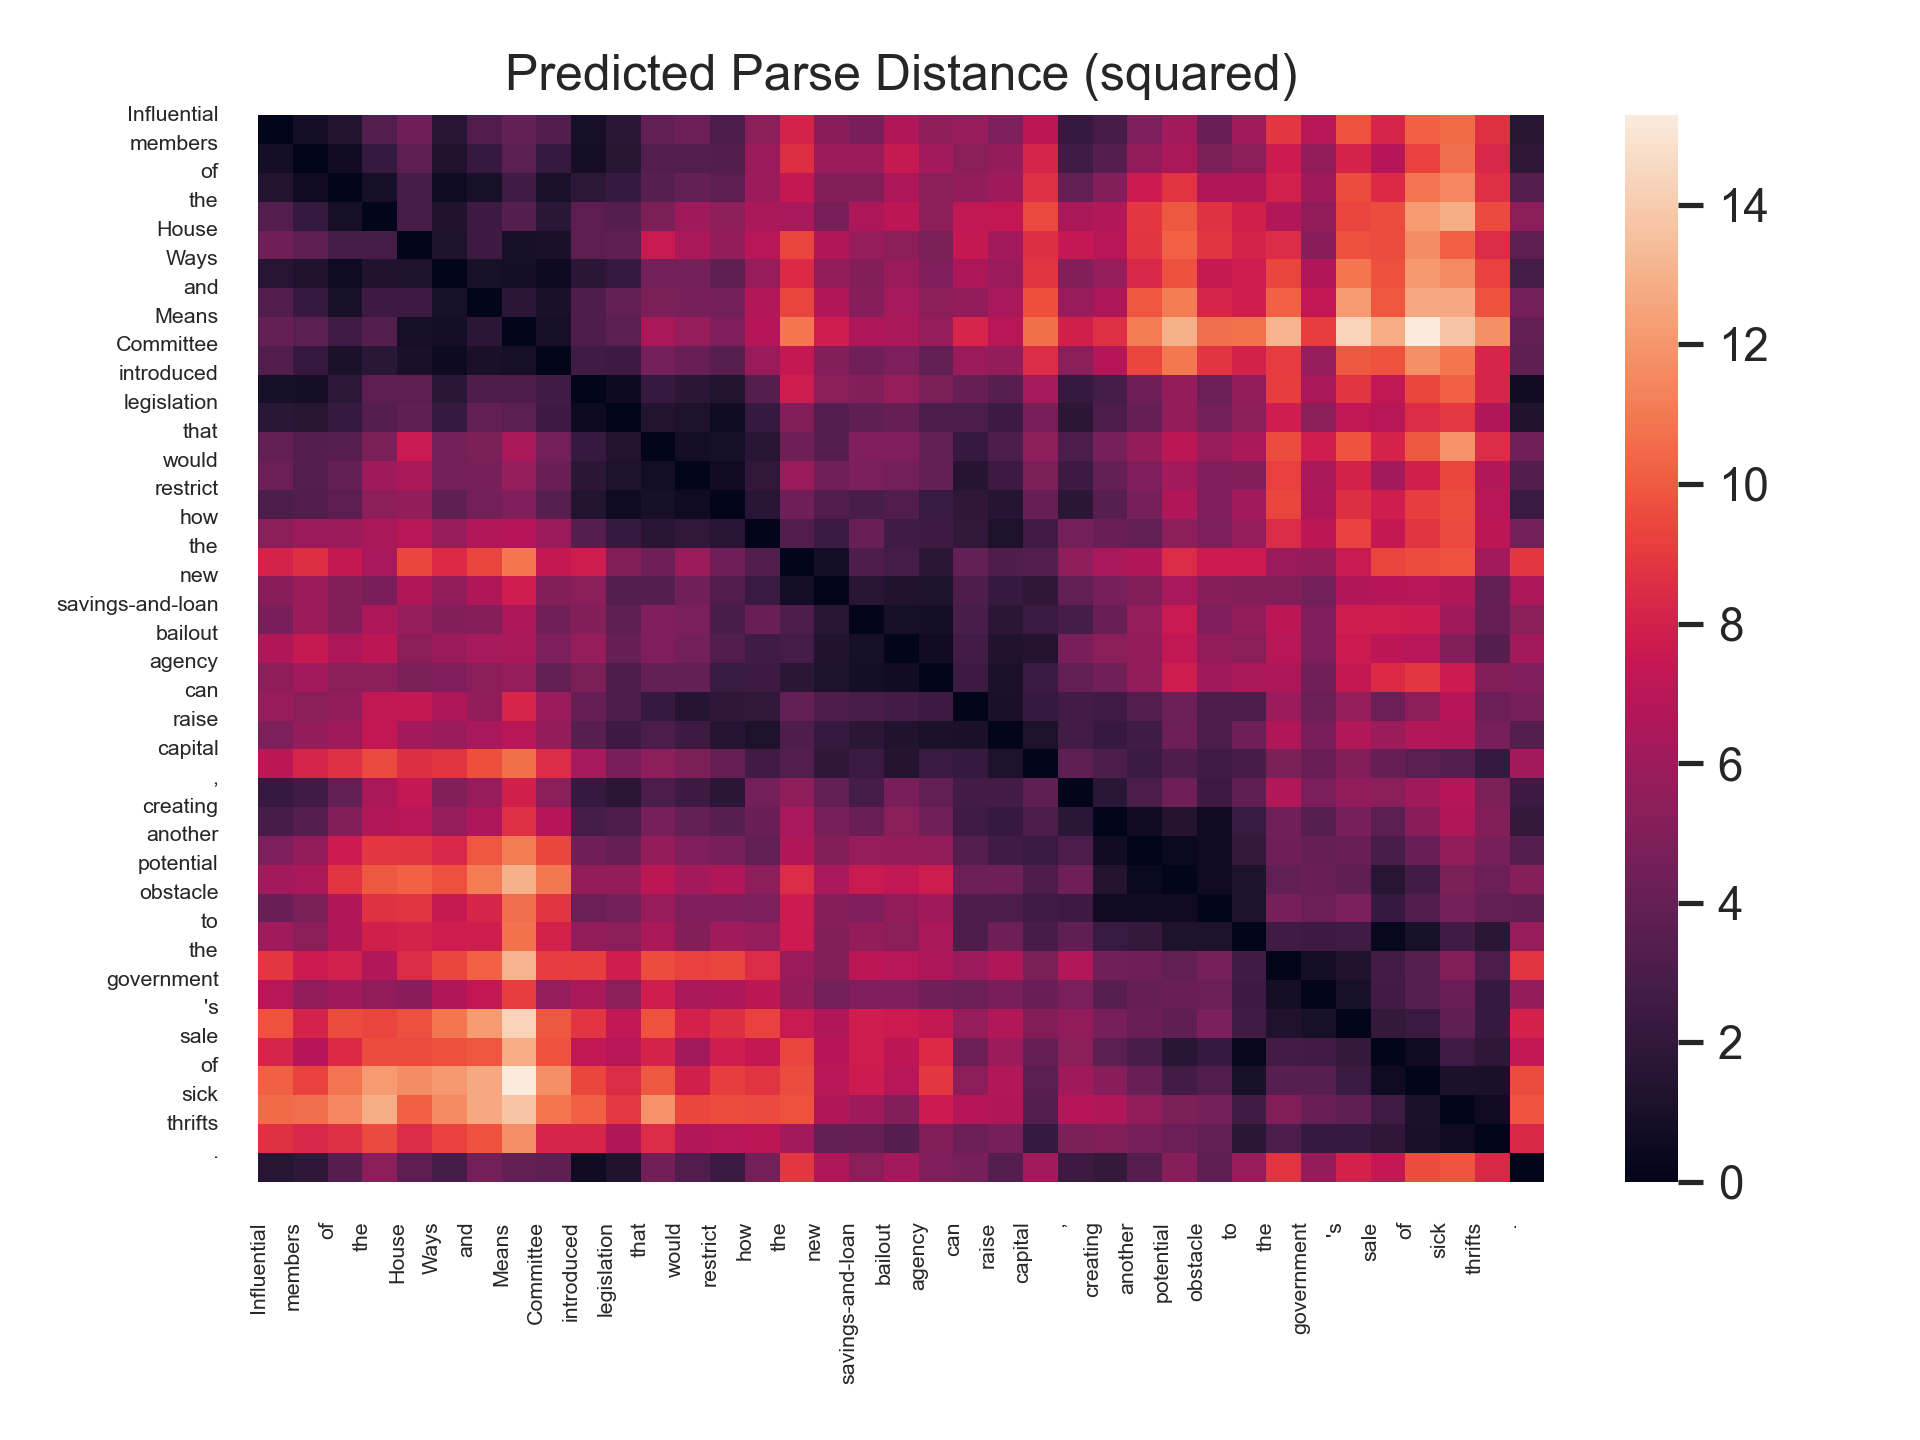 Predicted Parse Distance (squared)
Influential
members
of
the
House
Ways
and
Means
Committee
introduced
legislation
that
would
restrict
how
the
new
savings-and-loan
bailout
agency
can
raise
capital
,
creating
another
potential
obstacle
to
the
government
's
sale
of
sick
thrifts
.
14
12
10
8
6
4
2
0
Influential
members
of
the
House
Ways
and
Means
Committee
introduced
legislation
that
would
restrict
how
the
new
savings-and-loan
bailout
agency
can
raise
capital
,
creating
another
potential
obstacle
to
the
government
's
sale
of
sick
thrifts
.